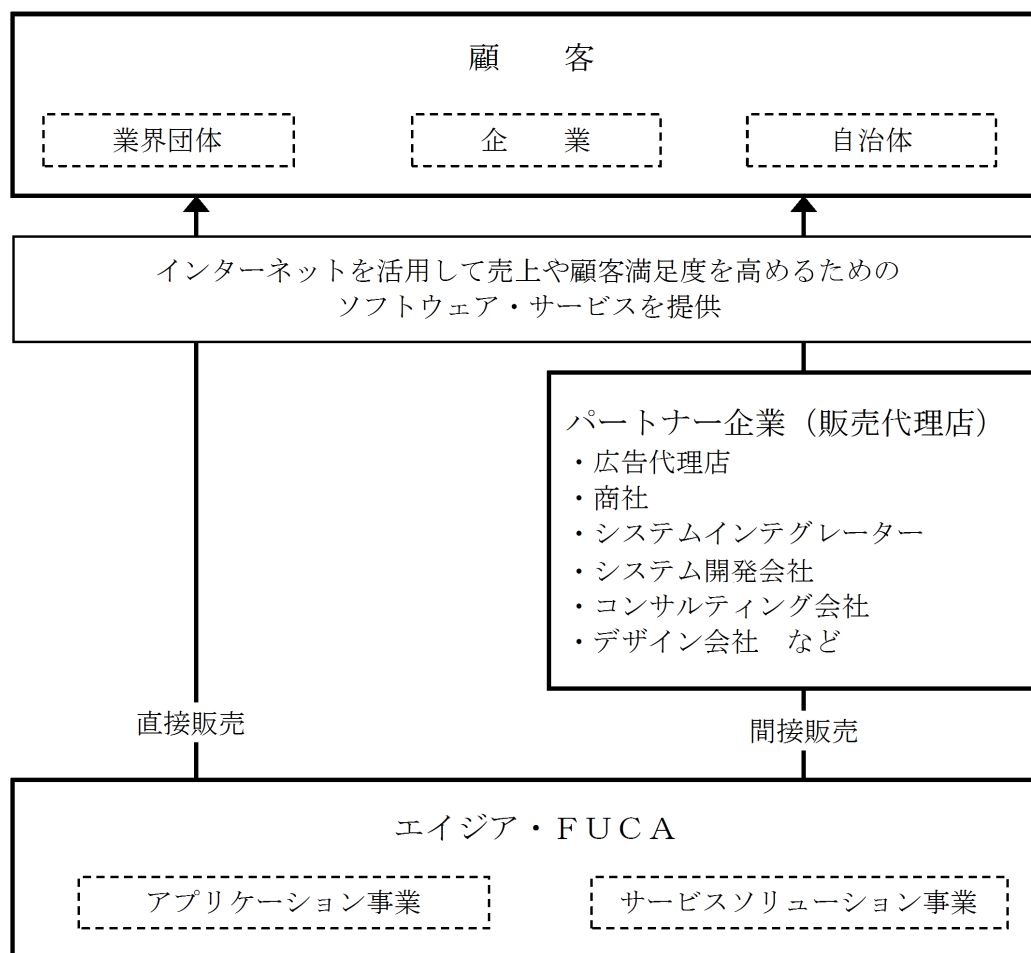 顧　　客
業界団体
企　　業
自治体
インターネットを活用して売上や顧客満足度を高めるための
ソフトウェア・サービスを提供
パートナー企業（販売代理店）
・広告代理店
・商社
・システムインテグレーター
・システム開発会社
・コンサルティング会社
・デザイン会社　など
直接販売
間接販売
エイジア・ＦＵＣＡ
アプリケーション事業
サービスソリューション事業